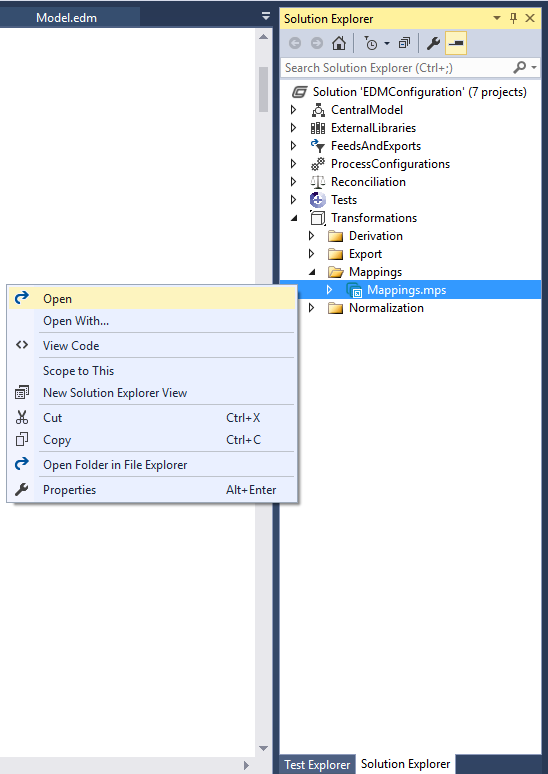 Model.edm
Solution Explorer
Search Solution Explorer (Ctrl+;)
Solution 'EDMConfiguration' (7 projects)
CentralModel
ExternalLibraries
FeedsAndExports
ProcessConfigurations
Reconciliation
Tests
Transformations
Derivation
Export
Mappings
Mappings.mps
Normalization
Open
Open With...
View Code
Scope to This
New Solution Explorer View
Cut Ctrl+X
Copy Ctrl+C
Open Folder in File Explorer
Properties Alt+Enter
Test Explorer Solution Explorer